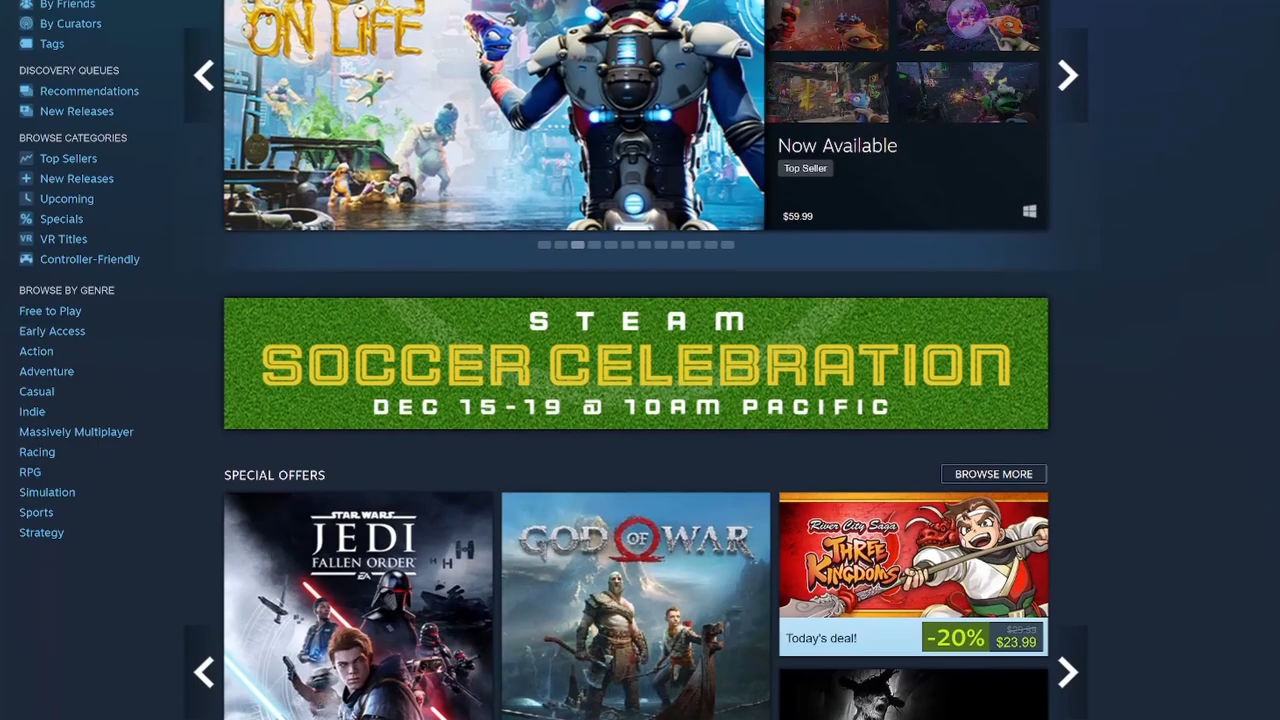 By Friends
By Curators
Tags
DISCOVERY QUEUES
Recommendations
New Releases
BROWSE CATEGORIES
Top Sellers
New Releases
Upcoming
Specials
VR
VR Titles
Controller-Friendly
BROWSE BY GENRE
Free to Play
Early Access
Action
Adventure
Casual
Indie
Massively Multiplayer
Racing
RPG
Simulation
Sports
Strategy
ON LIFE
Now Available
Top Seller
$59.99
STEAM
SOCCER CELEBRATION
DEC 15-19 @ 10AM PACIFIC
SPECIAL OFFERS
BROWSE MORE
STAR WARS
JEDI
FALLEN ORDER
EA
GOD OF WAR
River City Saga
THREE
KINGDOMS
Today's deal!
-20%
$29.99
$23.99